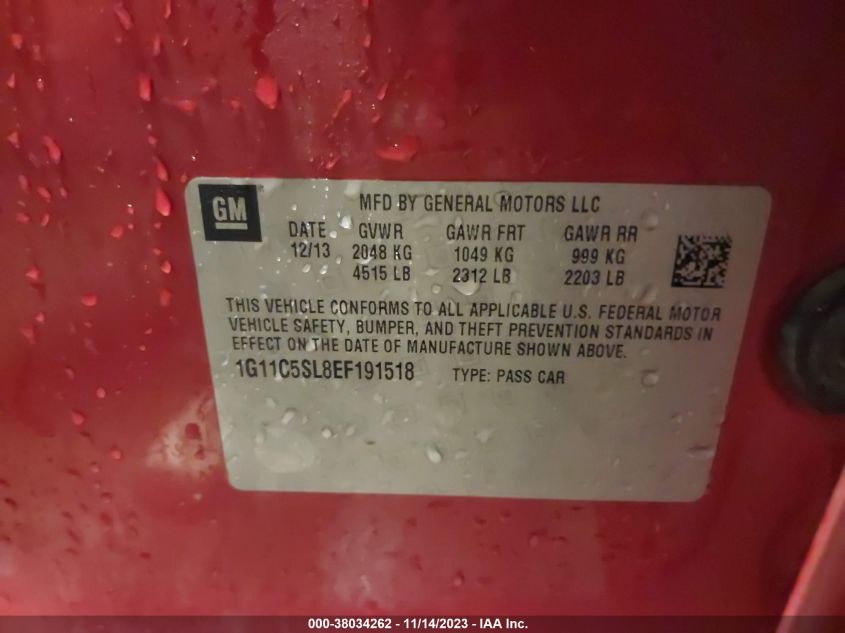 GM ®
MFD BY GENERAL MOTORS LLC
DATE GVWR GAWR FRT GAWR RR
12/13 2048 KG 1049 KG 999 KG
4515 LB 2312 LB 2203 LB
THIS VEHICLE CONFORMS TO ALL APPLICABLE U.S. FEDERAL MOTOR
VEHICLE SAFETY, BUMPER, AND THEFT PREVENTION STANDARDS IN
EFFECT ON THE DATE OF MANUFACTURE SHOWN ABOVE.
1G11C5SL8EF191518 TYPE: PASS CAR
000-38034262 - 11/14/2023 - IAA Inc.